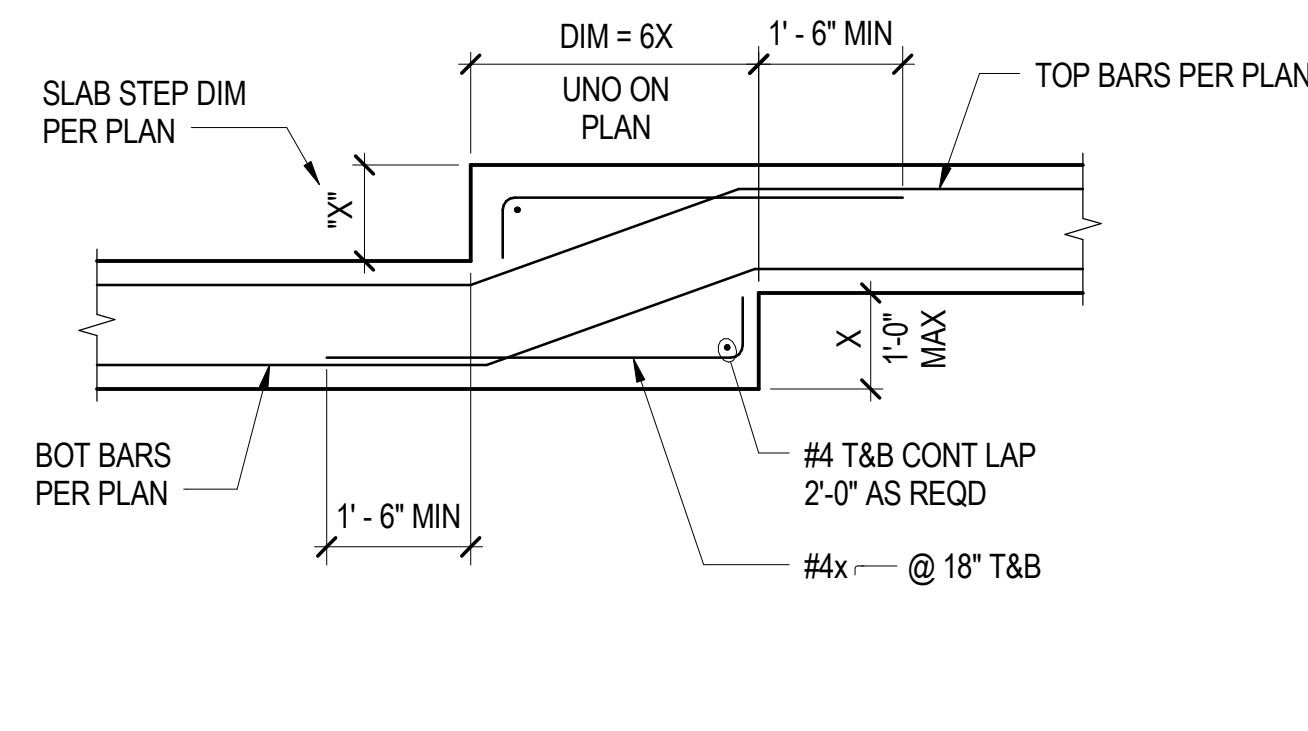 DIM = 6X
UNO ON
PLAN
1' - 6" MIN
TOP BARS PER PLAN
SLAB STEP DIM
PER PLAN
"X"
X
1'-0"
MAX
BOT BARS
PER PLAN
1' - 6" MIN
#4 T&B CONT LAP
2'-0" AS REQD
#4x @ 18" T&B